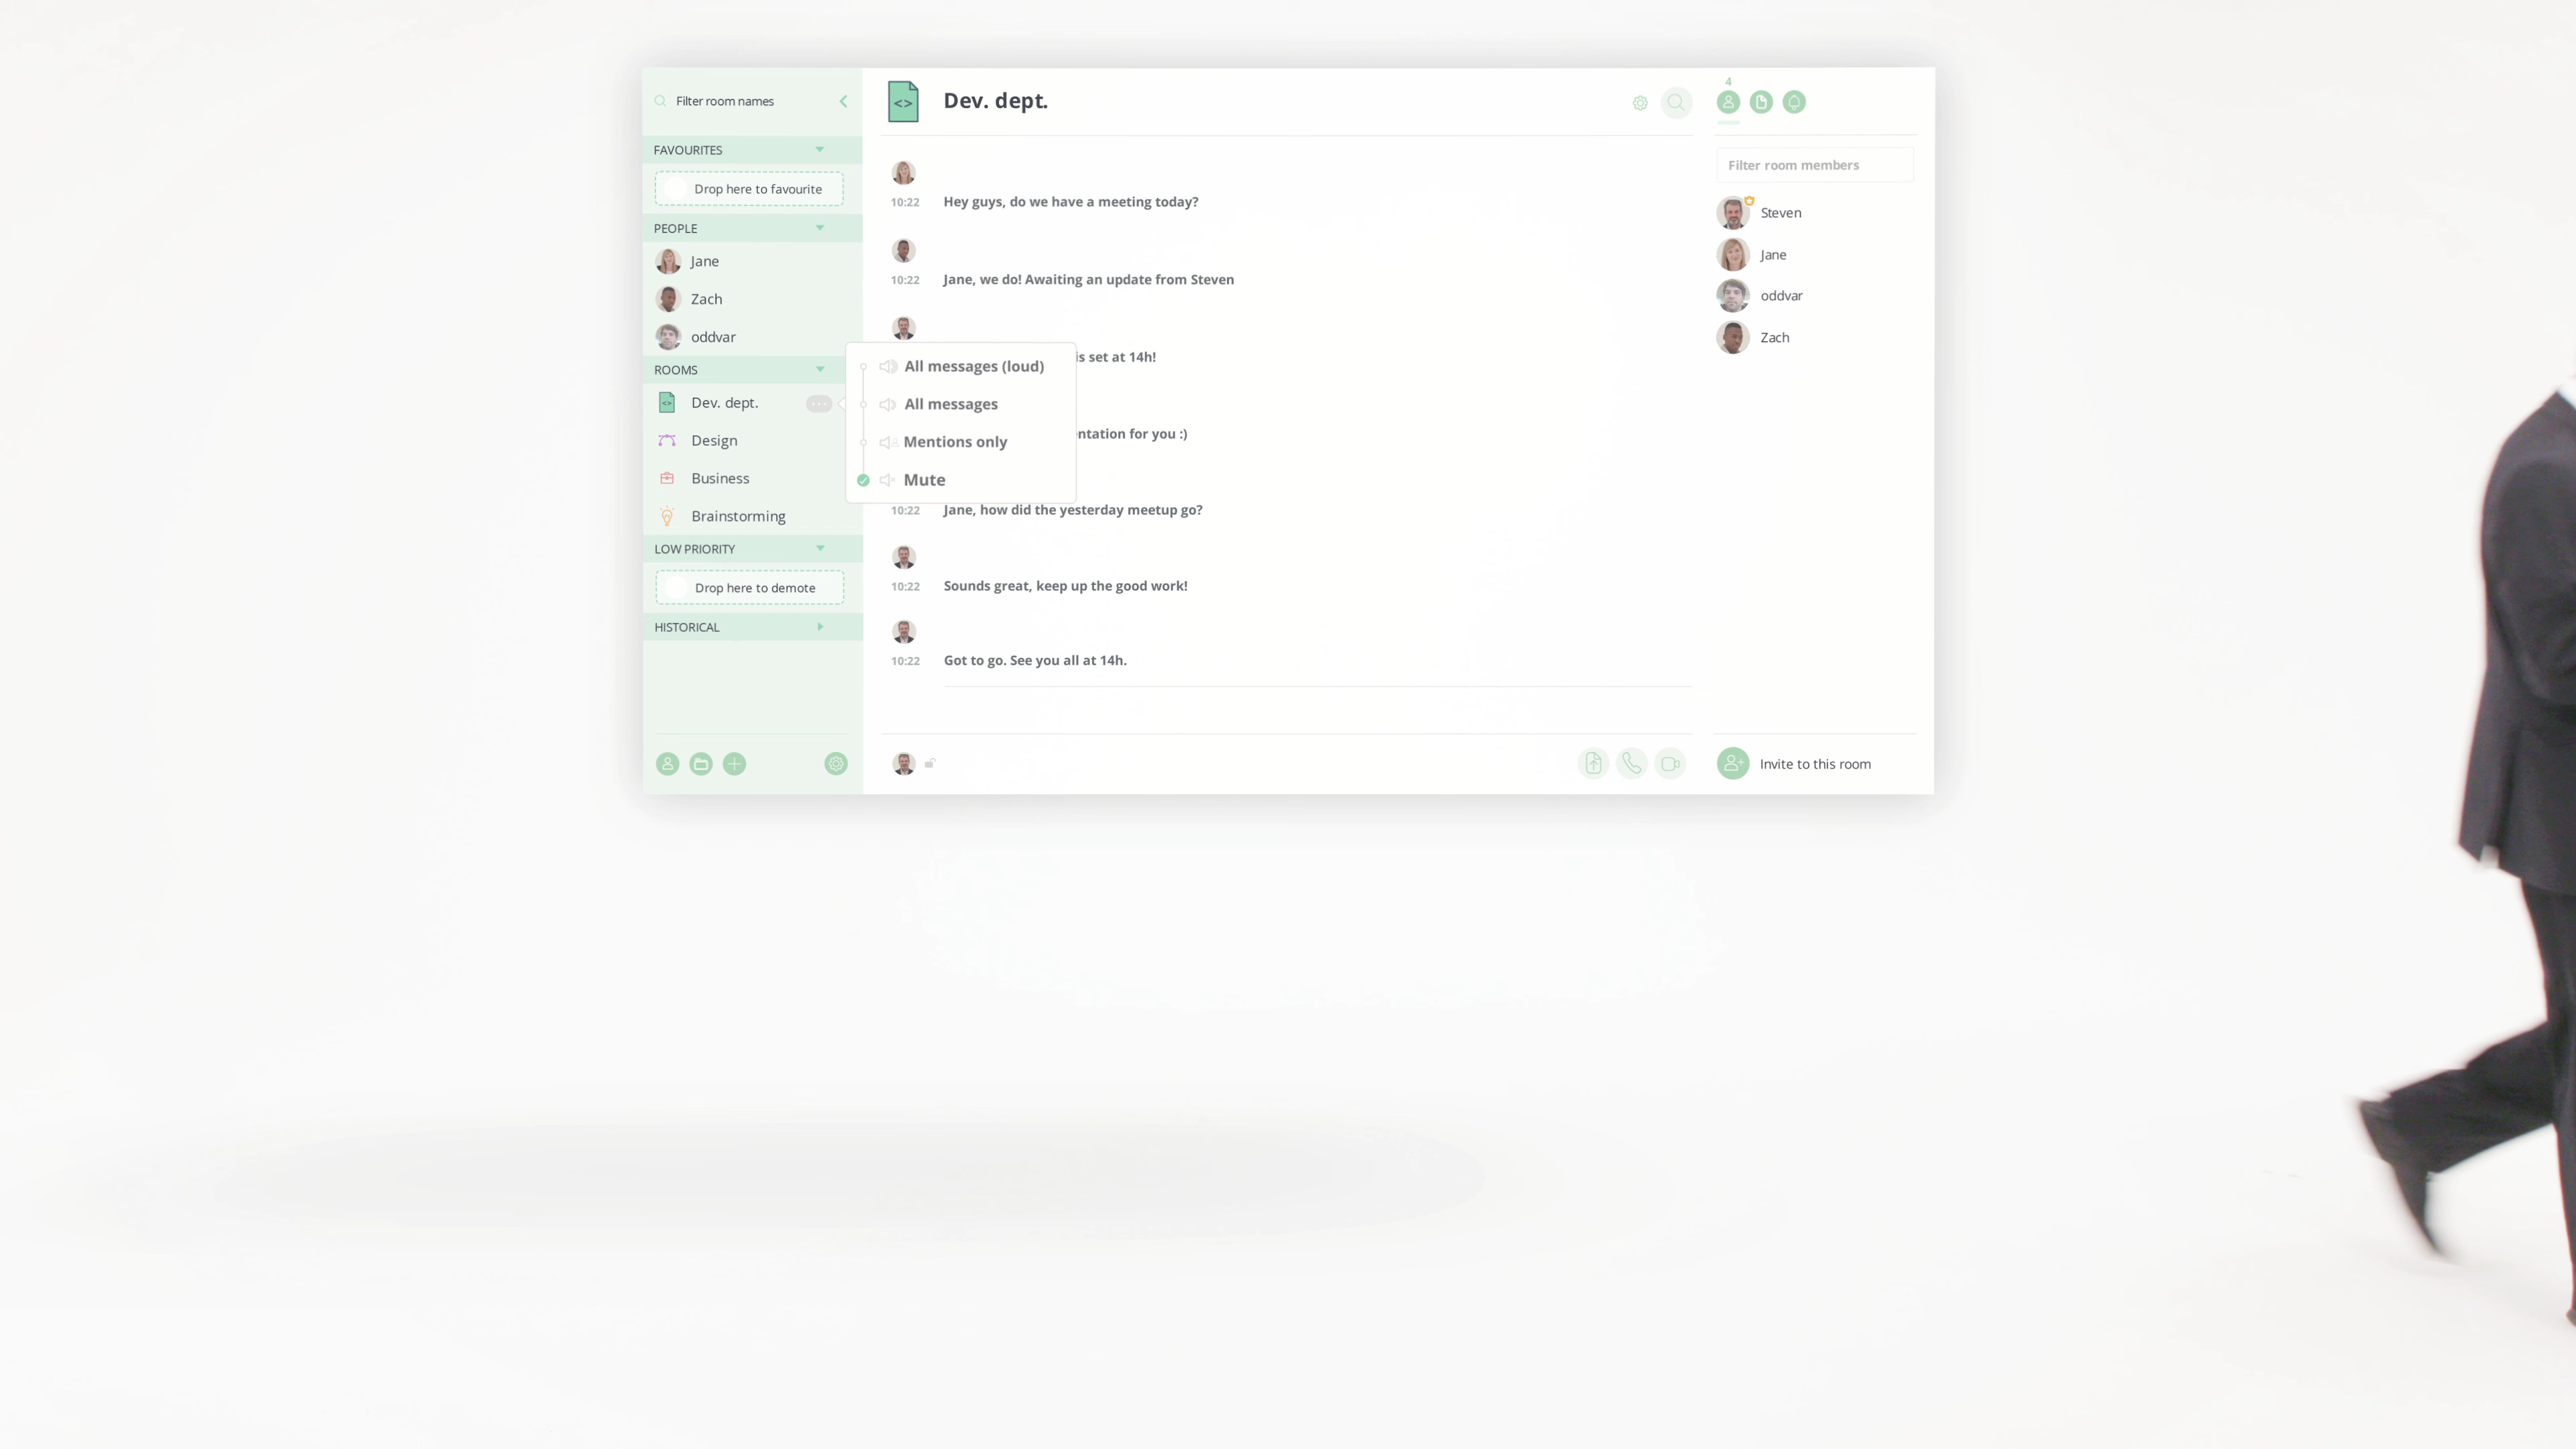 Filter room names
FAVOURITES
Drop here to favourite
PEOPLE
Jane
Zach
oddvar
ROOMS
Dev. dept.
Design
Business
Brainstorming
LOW PRIORITY
Drop here to demote
HISTORICAL
<> Dev. dept.
Hey guys, do we have a meeting today?
10:22
Jane, we do! Awaiting an update from Steven
10:22
is set at 14h!
for you :)
All messages (loud)
All messages
Mentions only
Mute
10:22
Jane, how did the yesterday meetup go?
10:22
Sounds great, keep up the good work!
10:22
Got to go. See you all at 14h.
4
Filter room members
Steven
Jane
oddvar
Zach
Invite to this room